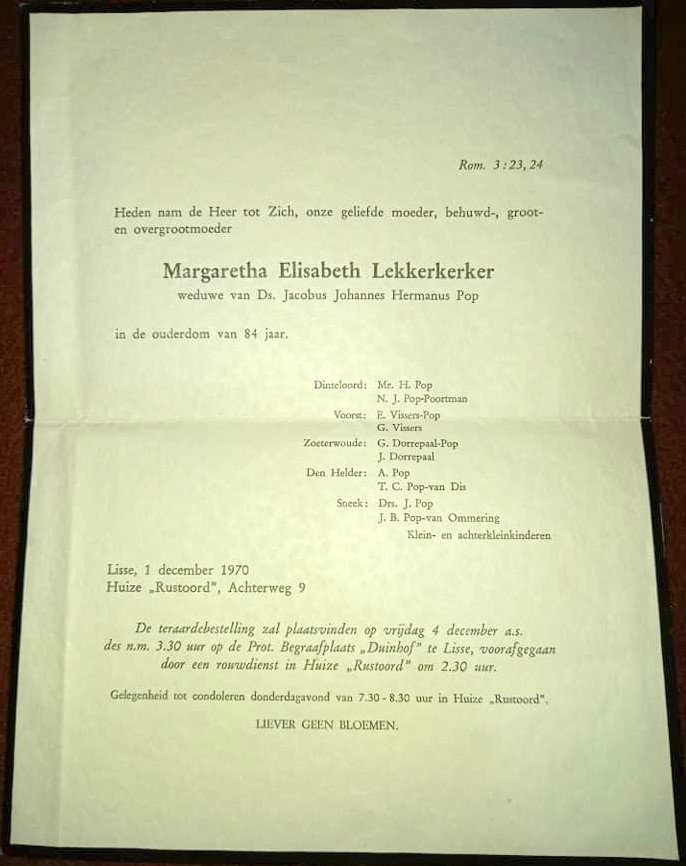 Rom. 3:23, 24
Heden nam de Heer tot Zich, onze geliefde moeder, behuwd-, groot-
en overgrootmoeder
Margaretha Elisabeth Lekkerkerker
weduwe van Ds. Jacobus Johannes Hermanus Pop
in de ouderdom van 84 jaar.
Dinteloord: Mr. H. Pop
N. J. Pop-Poortman
Voorst: E. Vissers-Pop
G. Vissers
Zoeterwoude: G. Dorrepaal-Pop
J. Dorrepaal
Den Helder: A. Pop
T. C. Pop-van Dis
Sneek: Drs. J. Pop
J. B. Pop-van Ommering
Klein- en achterkleinkinderen
Lisse, 1 december 1970
Huize „Rustoord”, Achterweg 9
De teraardebestelling zal plaatsvinden op vrijdag 4 december a.s.
des n.m. 3.30 uur op de Prot. Begraafplaats „Duinhof” te Lisse, voorafgegaan
door een rouwdienst in Huize „Rustoord” om 2.30 uur.
Gelegenheid tot condoleren donderdagavond van 7.30 - 8.30 uur in Huize „Rustoord”.
LIEVER GEEN BLOEMEN.